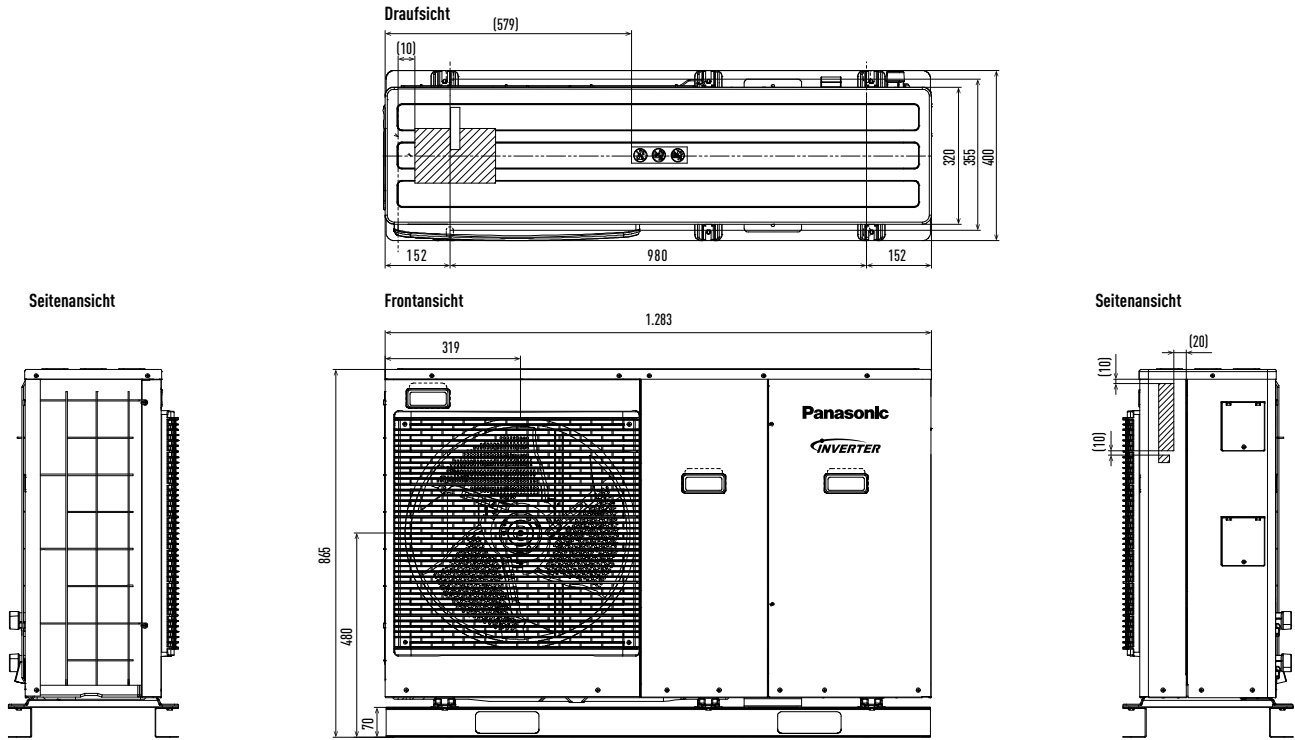 Draufsicht
(579)
(10)
320
355
400
152
980
152
Seitenansicht
Frontansicht
Seitenansicht
1.283
319
(20)
(10)
(10)
865
480
70
Panasonic
INVERTER